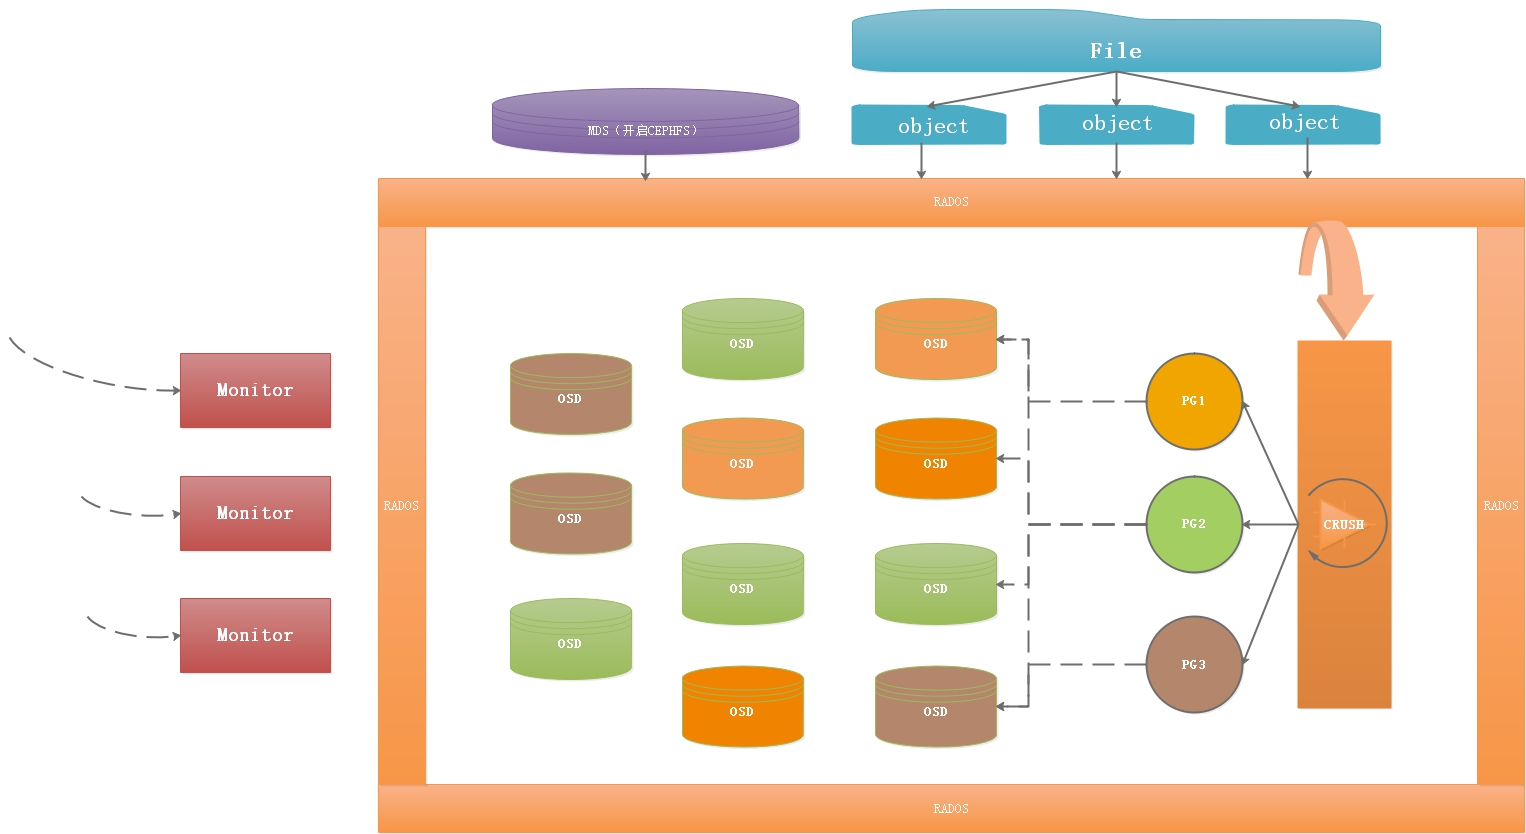 File
MDS（开启CEPHFS）
object
object
object
RADOS
OSD
OSD
OSD
PG1
Monitor
OSD
OSD
OSD
RADOS
Monitor
OSD
PG2
CRUSH
RADOS
OSD
OSD
Monitor
OSD
PG3
OSD
OSD
RADOS